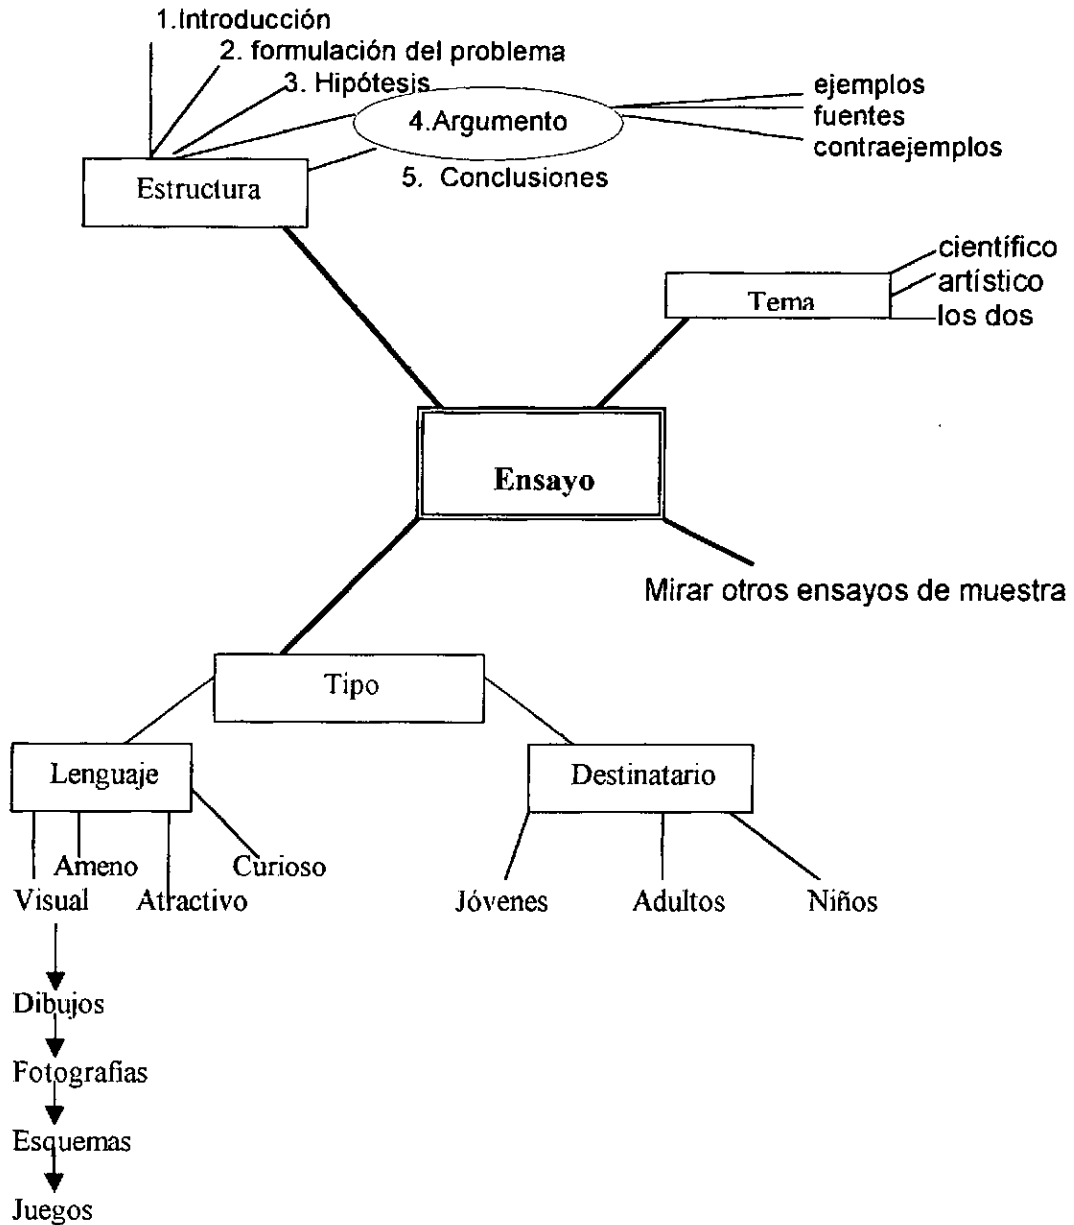 1.Introducción
2. formulación del problema
3. Hipótesis
4.Argumento
ejemplos
fuentes
contraejemplos
5. Conclusiones
Estructura
científico
artístico
los dos
Tema
Ensayo
Mirar otros ensayos de muestra
Tipo
Lenguaje
Destinatario
Ameno
Curioso
Visual
Atractivo
Jóvenes
Adultos
Niños
Dibujos
Fotografias
Esquemas
Juegos